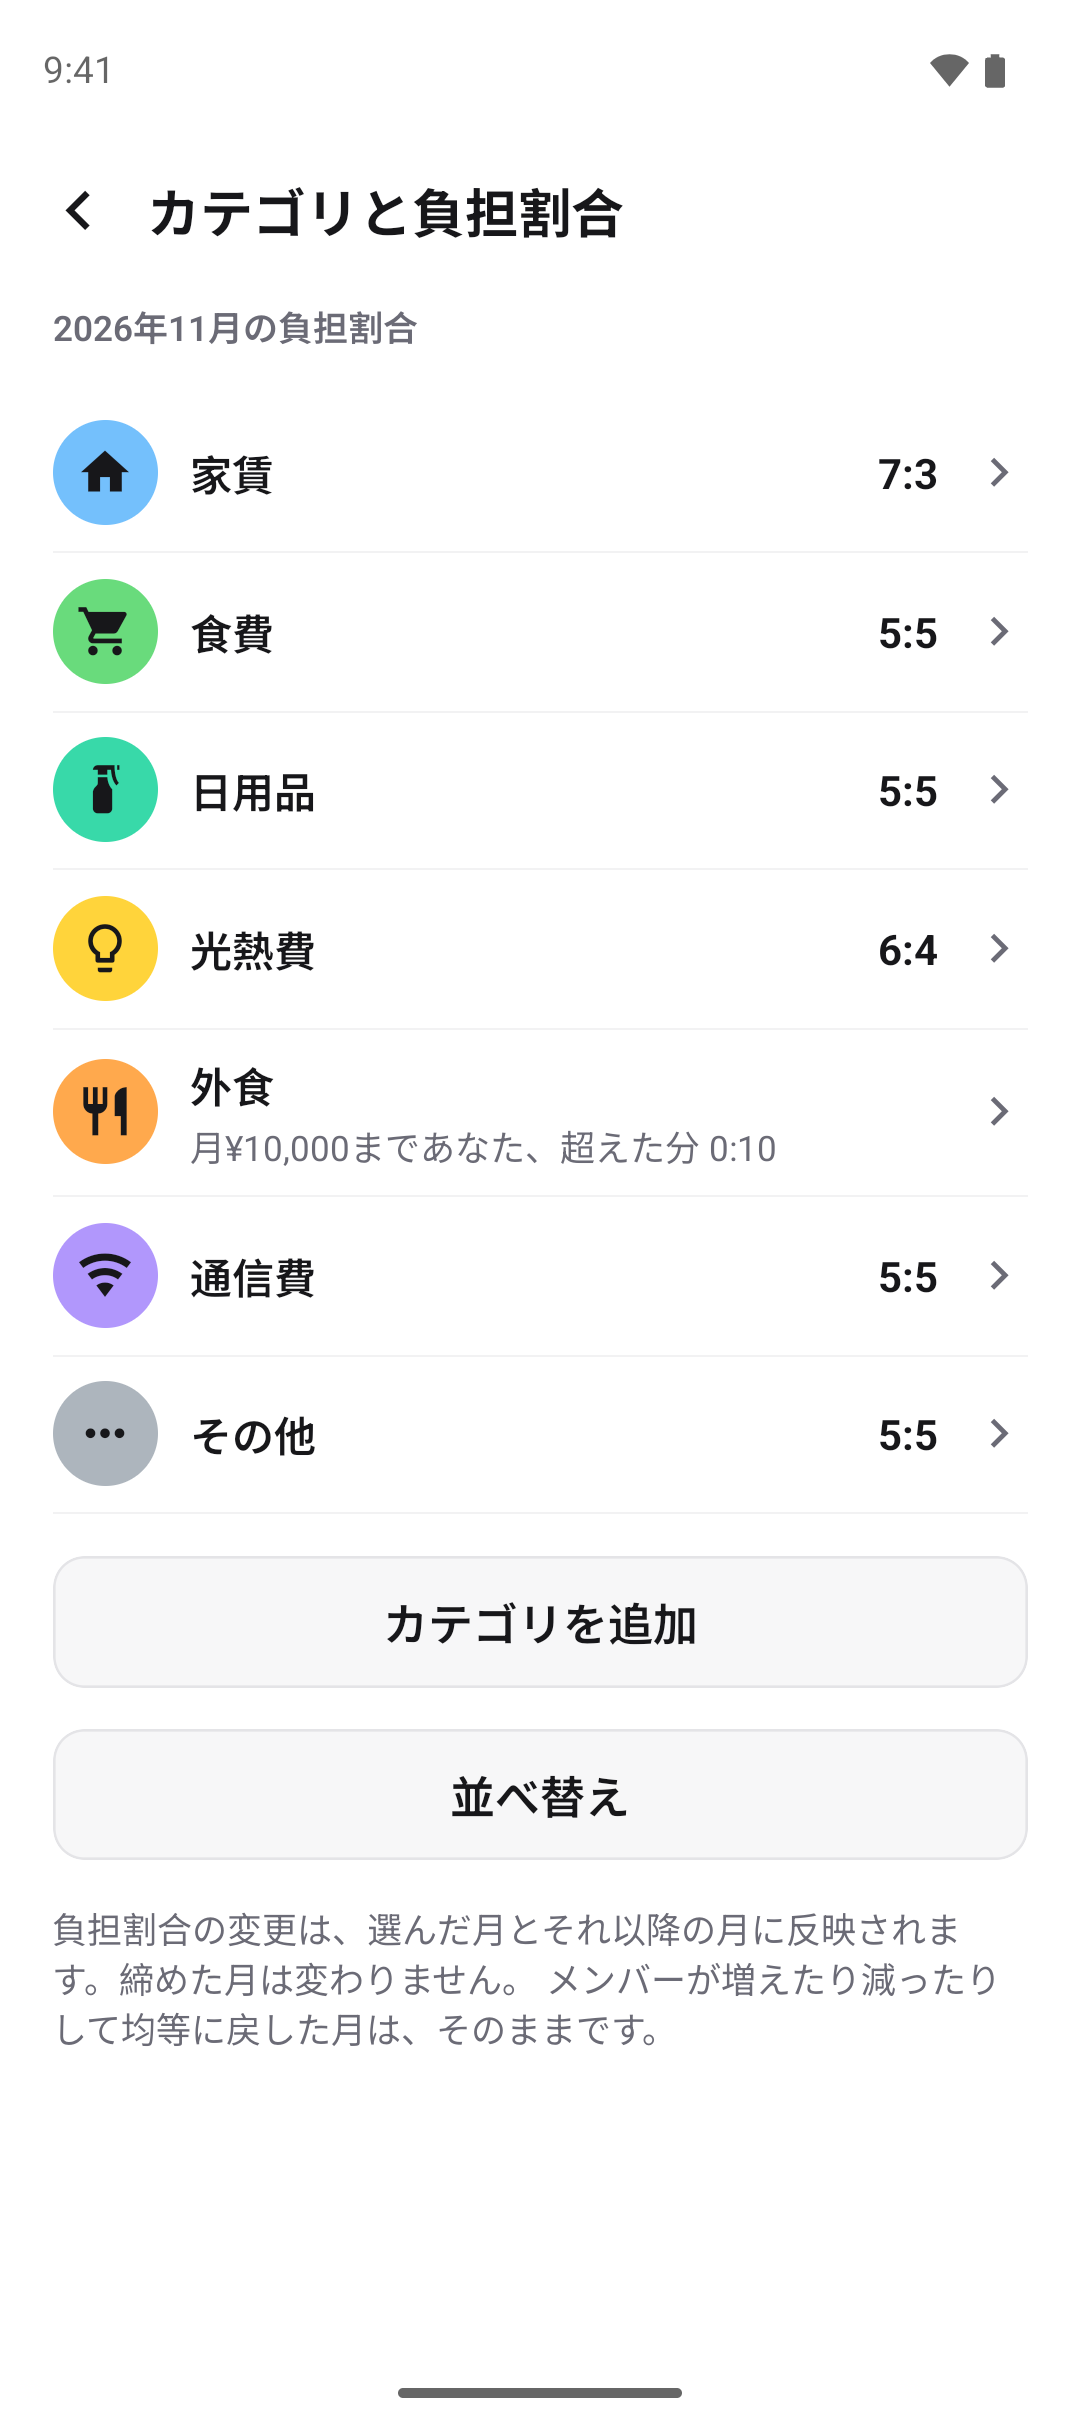 9:41
カテゴリと負担割合
2026年11月の負担割合
家賃
7:3
食費
5:5
日用品
5:5
光熱費
6:4
外食
月¥10,000まであなた、超えた分 0:10
通信費
5:5
その他
5:5
カテゴリを追加
並べ替え
負担割合の変更は、選んだ月とそれ以降の月に反映されま
す。締めた月は変わりません。 メンバーが増えたり減ったり
して均等に戻した月は、そのままです。